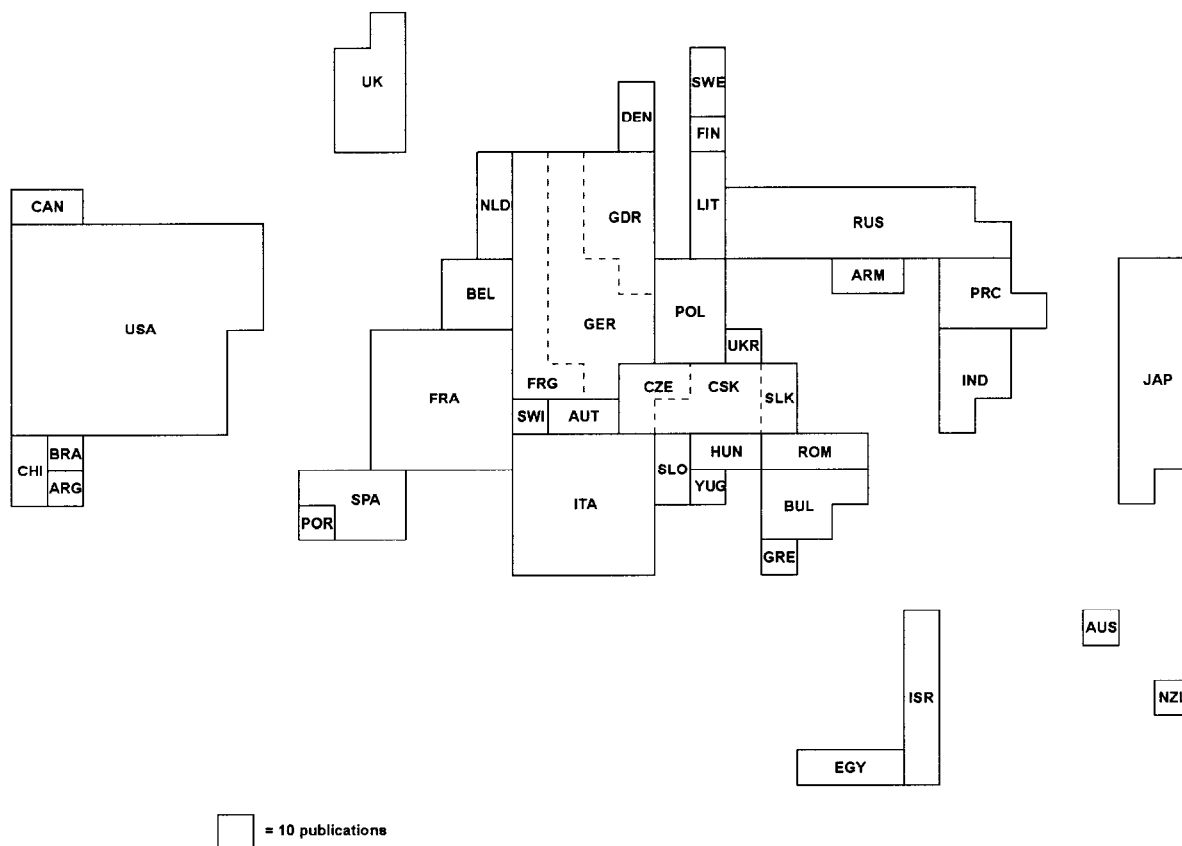 UK
SWE
DEN
FIN
CAN
NLD
GDR
LIT
RUS
ARM
BEL
PRC
POL
USA
GER
UKR
FRG
CZE
CSK
IND
JAP
FRA
SLK
SWI
AUT
BRA
CHI
HUN
ROM
SLO
ARG
SPA
YUG
ITA
BUL
POR
GRE
AUS
ISR
EGY
= 10 publications